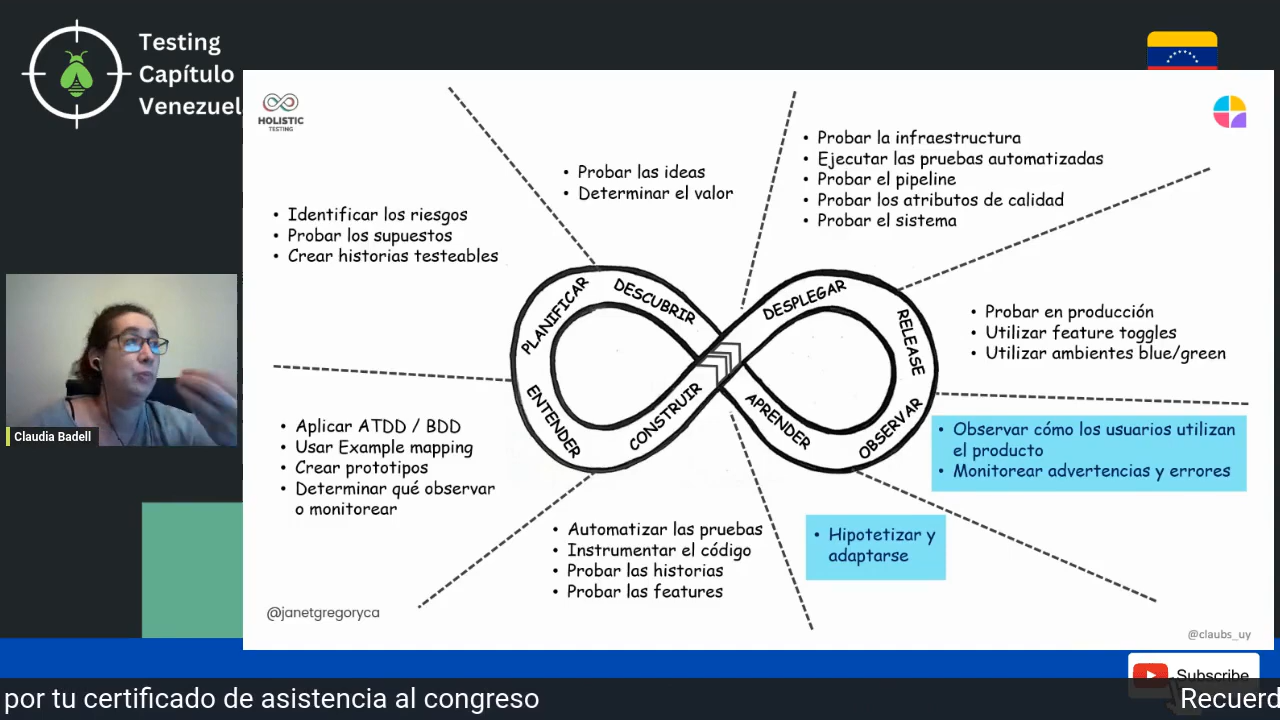 Testing
Capítulo
Venezuel
HOLISTIC
TESTING
• Probar las ideas
• Determinar el valor
• Probar la infraestructura
• Ejecutar las pruebas automatizadas
• Probar el pipeline
• Probar los atributos de calidad
• Probar el sistema
• Identificar los riesgos
• Probar los supuestos
• Crear historias testeables
PLANIFICAR
DESCUBRIR
DESPLEGAR
RELEASE
ENTENDER
CONSTRUIR
APRENDER
OBSERVAR
• Probar en producción
• Utilizar feature toggles
• Utilizar ambientes blue/green
• Aplicar ATDD / BDD
• Usar Example mapping
• Crear prototipos
• Determinar qué observar
o monitorear
• Observar cómo los usuarios utilizan
el producto
• Monitorear advertencias y errores
• Automatizar las pruebas
• Instrumentar el código
• Probar las historias
• Probar las features
• Hipotetizar y
adaptarse
Claudia Badell
@janetgregoryca
@claubs_uy
Subscribe
por tu certificado de asistencia al congreso
Recuerd